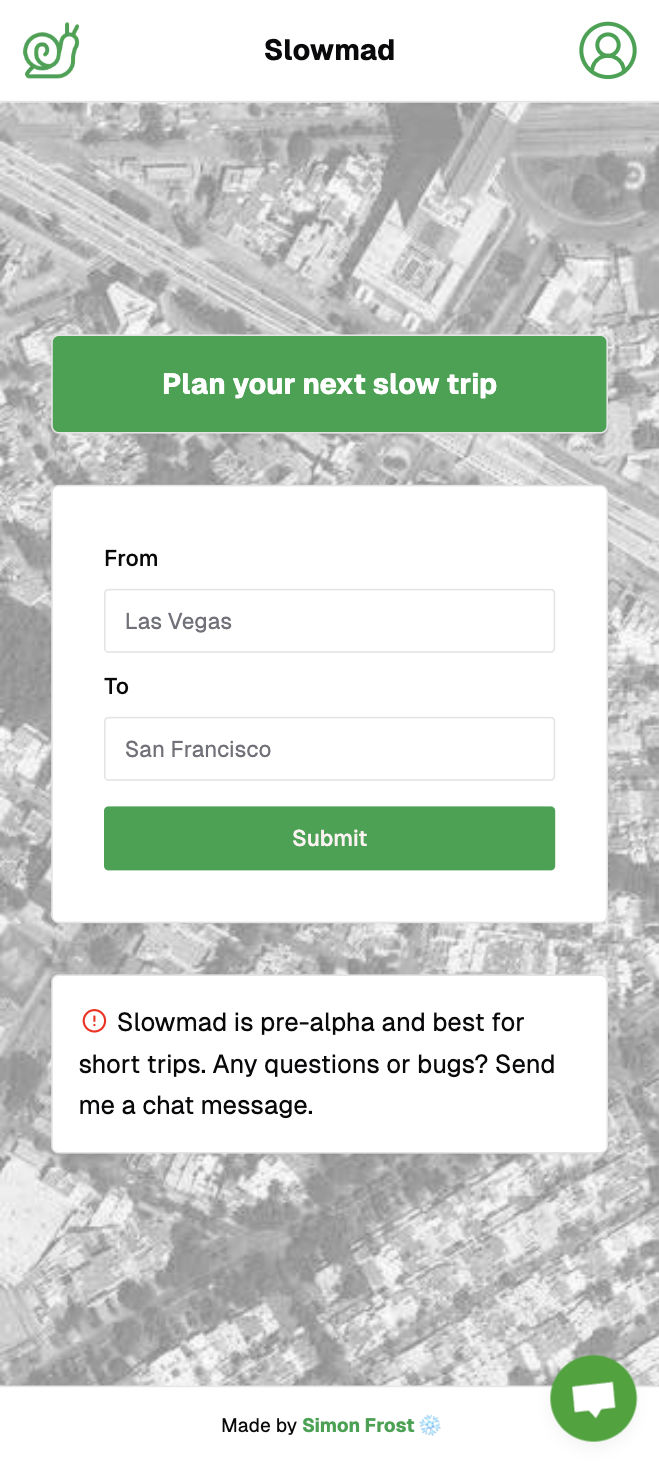 Slowmad
Plan your next slow trip
From
Las Vegas
To
San Francisco
Submit
Slowmad is pre-alpha and best for
short trips. Any questions or bugs? Send
me a chat message.
Made by Simon Frost ❄️